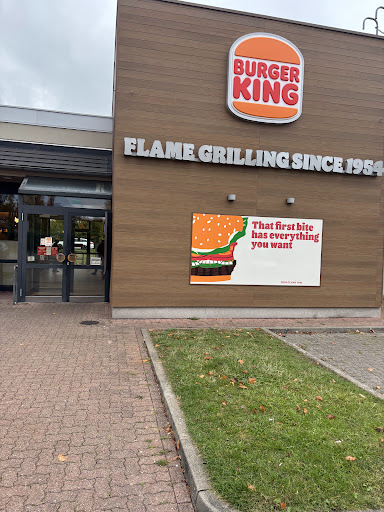 BURGER
KING
FLAME GRILLING SINCE 1954
That first bite
has everything
you want